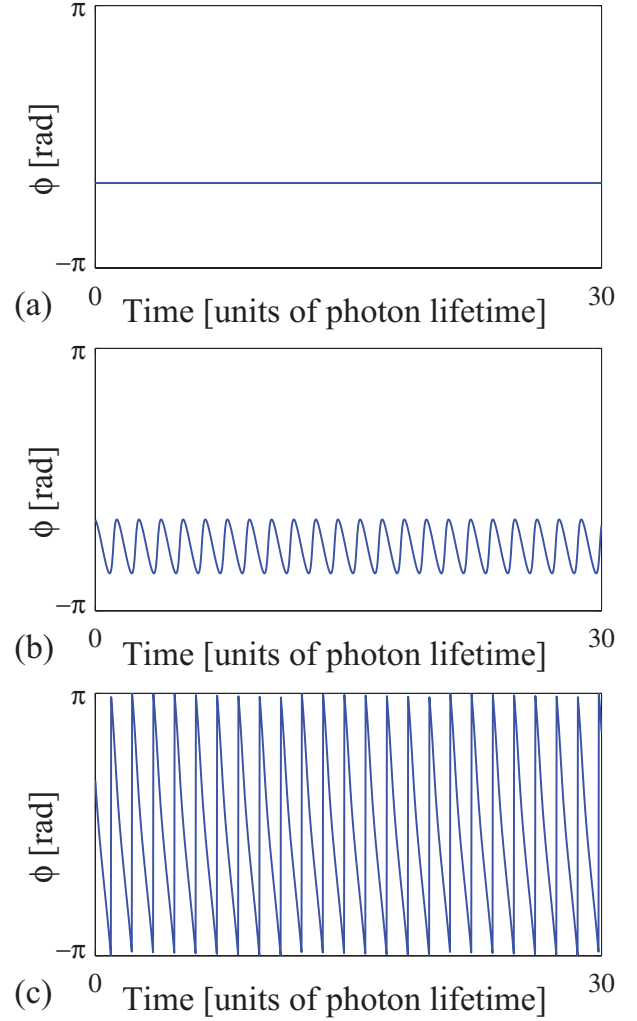 π
ϕ [rad]
−π
0 30
(a) Time [units of photon lifetime]
π
ϕ [rad]
−π
0 30
(b) Time [units of photon lifetime]
π
ϕ [rad]
−π
0 30
(c) Time [units of photon lifetime]